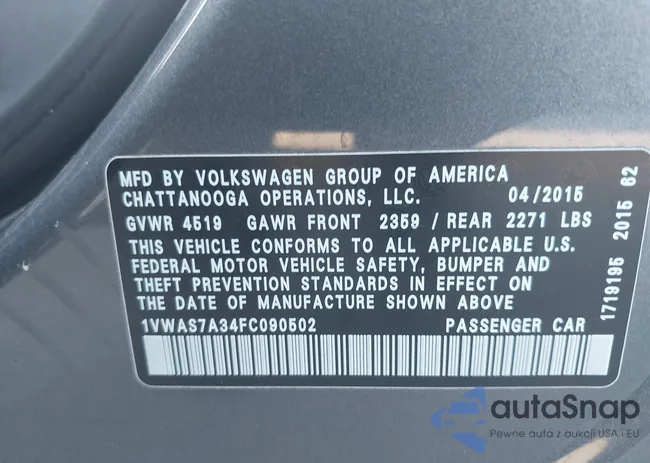 MFD BY VOLKSWAGEN GROUP OF AMERICA
CHATTANOOGA OPERATIONS, LLC. 04/2015
GVWR 4519 GAWR FRONT 2359 / REAR 2271 LBS
THIS VEHICLE CONFORMS TO ALL APPLICABLE U.S.
FEDERAL MOTOR VEHICLE SAFETY, BUMPER AND
THEFT PREVENTION STANDARDS IN EFFECT ON
THE DATE OF MANUFACTURE SHOWN ABOVE
1VWAS7A34FC090502 PASSENGER CAR
1719195 2015 62
autoSnap
Pewne auta z aukcji USA i EU